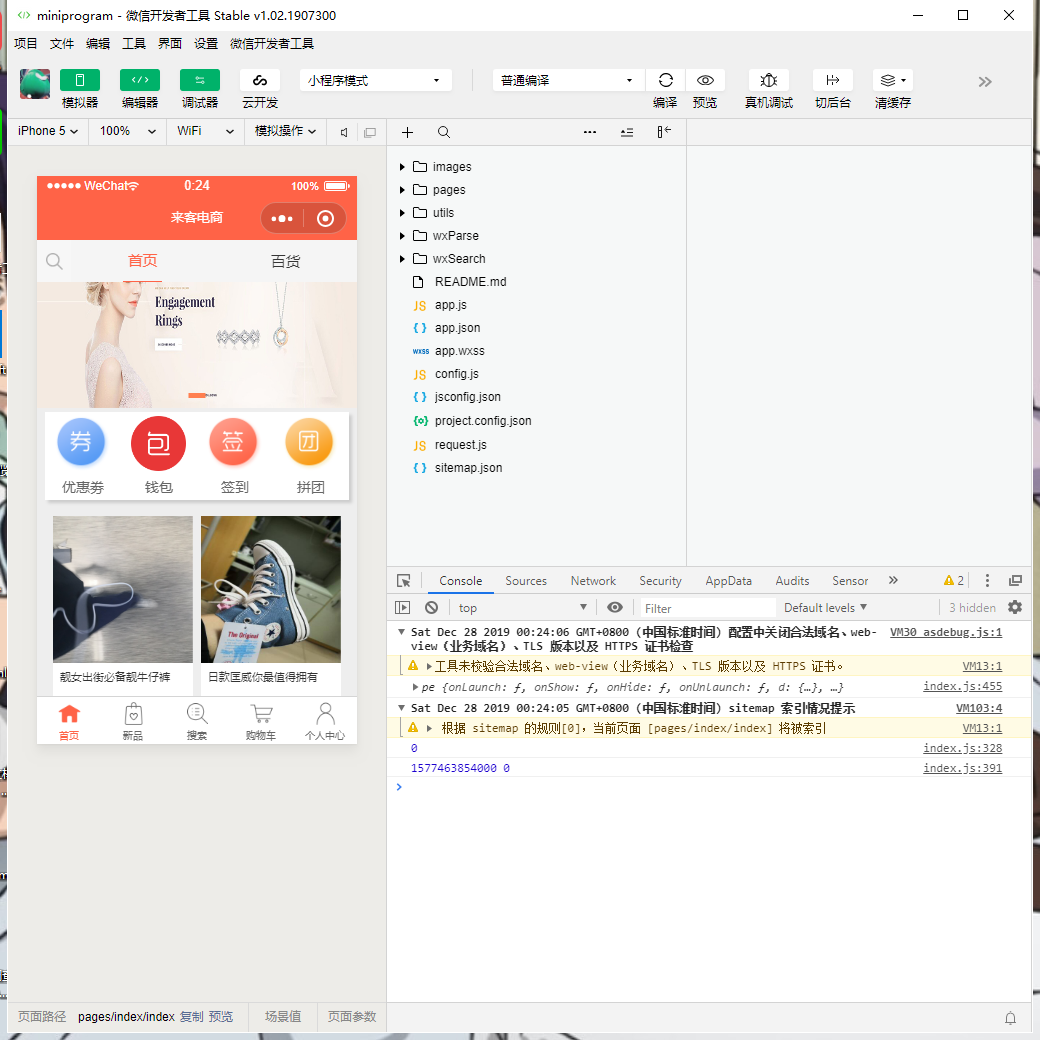 miniprogram - 微信开发者工具 Stable v1.02.1907300
项目 文件 编辑 工具 界面 设置 微信开发者工具
小程序模式 普通编译
模拟器 编辑器 调试器 云开发 编译 预览 真机调试 切后台 清缓存
iPhone 5 100% WiFi 模拟操作
WeChat 0:24 100%
来客电商
首页 百货
Engagement
Rings
券 包 签 团
优惠券 钱包 签到 拼团
The Original
靓女出街必备靓牛仔裤 日款匡威你最值得拥有
首页 新品 搜索 购物车 个人中心
images
pages
utils
wxParse
wxSearch
README.md
JS app.js
{ } app.json
wxss app.wxss
JS config.js
{ } jsconfig.json
{o} project.config.json
JS request.js
{ } sitemap.json
Console Sources Network Security AppData Audits Sensor 2
top Filter Default levels 3 hidden
Sat Dec 28 2019 00:24:06 GMT+0800 (中国标准时间) 配置中关闭合法域名、web- VM30 asdebug.js:1
view（业务域名）、TLS 版本以及 HTTPS 证书检查
工具未校验合法域名、web-view（业务域名）、TLS 版本以及 HTTPS 证书。 VM13:1
pe {onLaunch: ƒ, onShow: ƒ, onHide: ƒ, onUnlaunch: ƒ, d: {…}, …} index.js:455
Sat Dec 28 2019 00:24:05 GMT+0800 (中国标准时间) sitemap 索引情况提示 VM103:4
根据 sitemap 的规则[0]，当前页面 [pages/index/index] 将被索引 VM13:1
0 index.js:328
1577463854000 0 index.js:391
页面路径 pages/index/index 复制 预览 场景值 页面参数